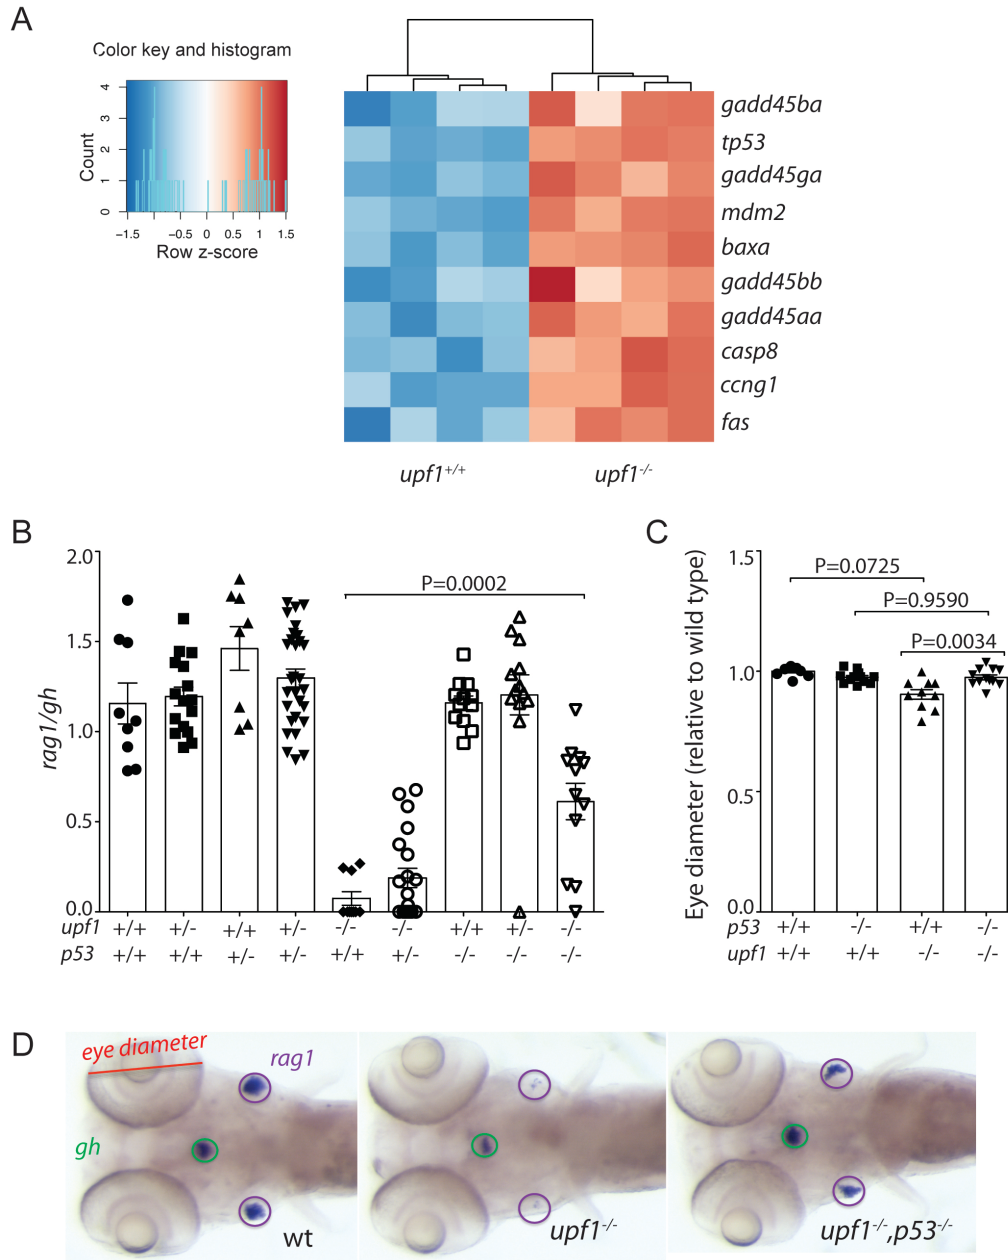 A
Color key and histogram
Count
0 1 2 3 4
-1.5 -0.5 0 0.5 1 1.5
Row z-score
gadd45ba
tp53
gadd45ga
mdm2
baxa
gadd45bb
gadd45aa
casp8
ccng1
fas
upf1+/+ upf1-/-
B
rag1/gh
2.0
1.5
1.0
0.5
0.0
P=0.0002
upf1 +/+ +/- +/+ +/- -/- -/- +/+ +/- -/-
p53 +/+ +/+ +/- +/- +/+ +/- -/- -/- -/-
C
Eye diameter (relative to wild type)
1.5
1.0
0.5
0.0
P=0.0725
P=0.9590
P=0.0034
p53 +/+ -/- +/+ -/-
upf1 +/+ +/+ -/- -/-
D
eye diameter
rag1
gh
wt
upf1-/-
upf1-/-,p53-/-